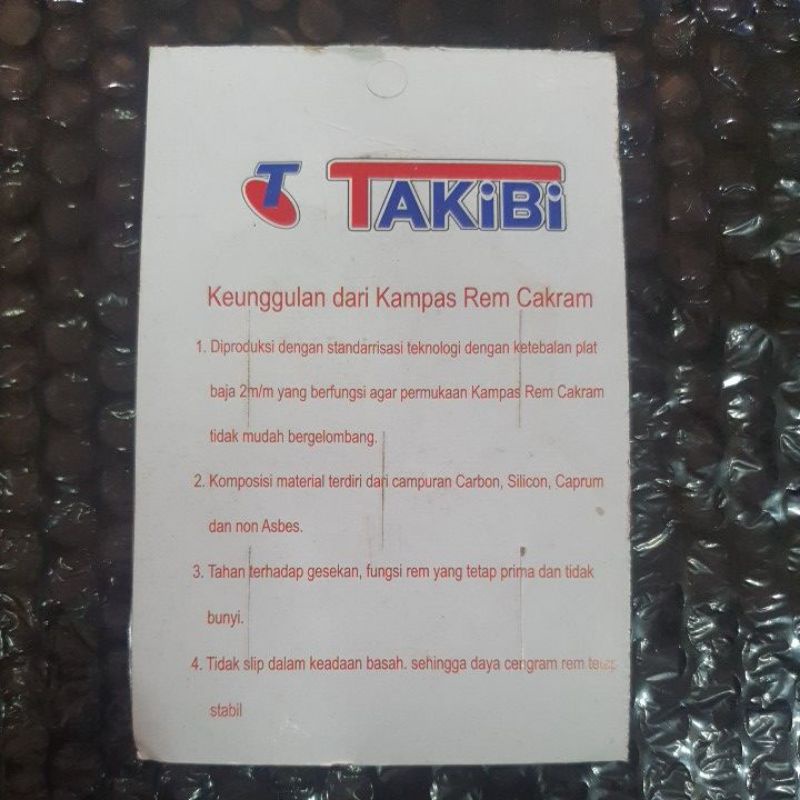 T TAKiBi
Keunggulan dari Kampas Rem Cakram
1. Diproduksi dengan standarrisasi teknologi dengan ketebalan plat
baja 2m/m yang berfungsi agar permukaan Kampas Rem Cakram
tidak mudah bergelombang.
2. Komposisi material terdiri dari campuran Carbon, Silicon, Caprum
dan non Asbes.
3. Tahan terhadap gesekan, fungsi rem yang tetap prima dan tidak
bunyi.
4. Tidak slip dalam keadaan basah. sehingga daya cengram rem tetap
stabil